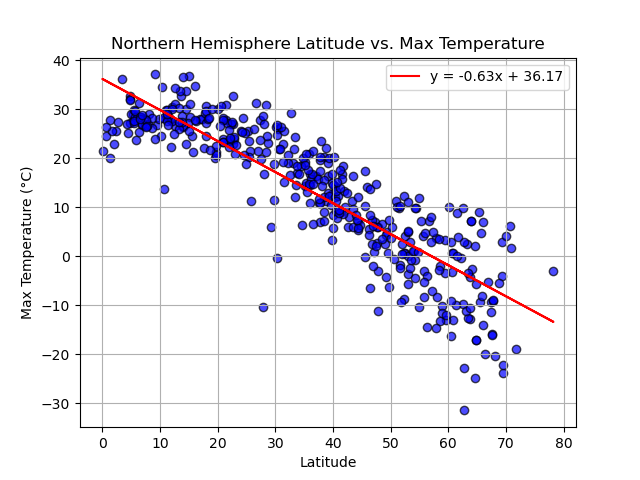 Northern Hemisphere Latitude vs. Max Temperature
y = -0.63x + 36.17
Max Temperature (°C)
40
30
20
10
0
−10
−20
−30
0 10 20 30 40 50 60 70 80
Latitude